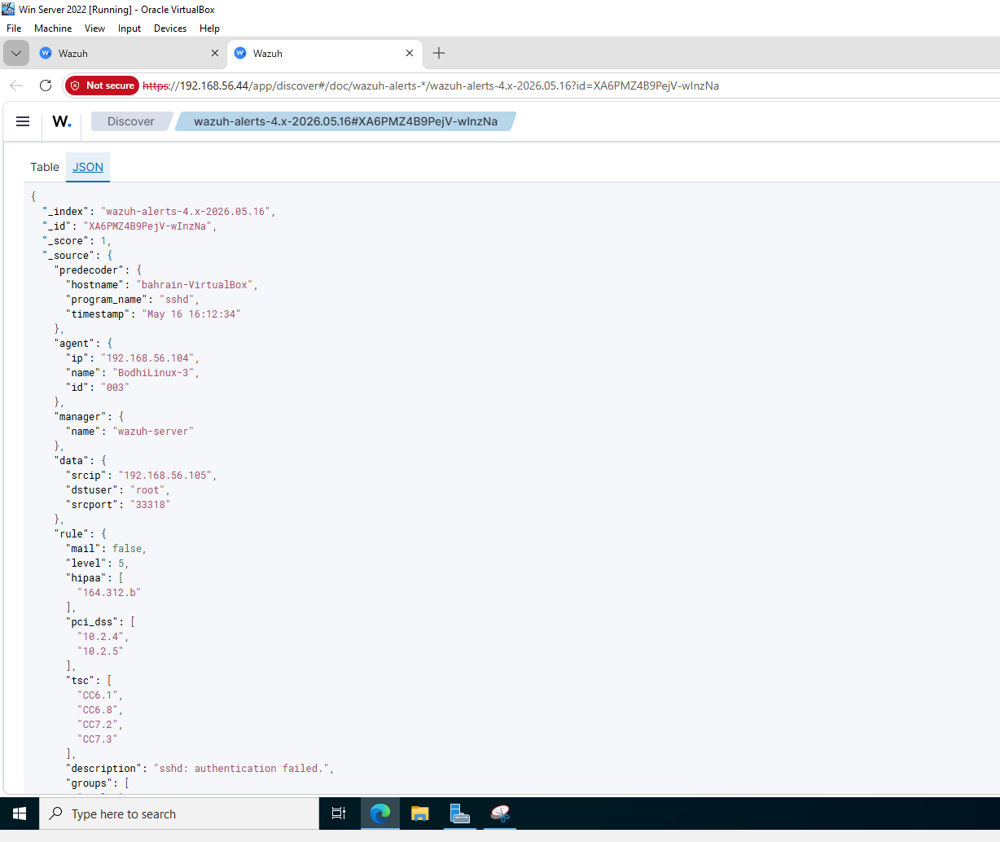 Win Server 2022 [Running] - Oracle VirtualBox
File Machine View Input Devices Help
Wazuh
Wazuh
Not secure https://192.168.56.44/app/discover#/doc/wazuh-alerts-*/wazuh-alerts-4.x-2026.05.16?id=XA6PMZ4B9PejV-wInzNa
W. Discover wazuh-alerts-4.x-2026.05.16#XA6PMZ4B9PejV-wInzNa
Table JSON
{
"_index": "wazuh-alerts-4.x-2026.05.16",
"_id": "XA6PMZ4B9PejV-wInzNa",
"_score": 1,
"_source": {
"predecoder": {
"hostname": "bahrain-VirtualBox",
"program_name": "sshd",
"timestamp": "May 16 16:12:34"
},
"agent": {
"ip": "192.168.56.104",
"name": "BodhiLinux-3",
"id": "003"
},
"manager": {
"name": "wazuh-server"
},
"data": {
"srcip": "192.168.56.105",
"dstuser": "root",
"srcport": "33318"
},
"rule": {
"mail": false,
"level": 5,
"hipaa": [
"164.312.b"
],
"pci_dss": [
"10.2.4",
"10.2.5"
],
"tsc": [
"CC6.1",
"CC6.8",
"CC7.2",
"CC7.3"
],
"description": "sshd: authentication failed.",
"groups": [
Type here to search